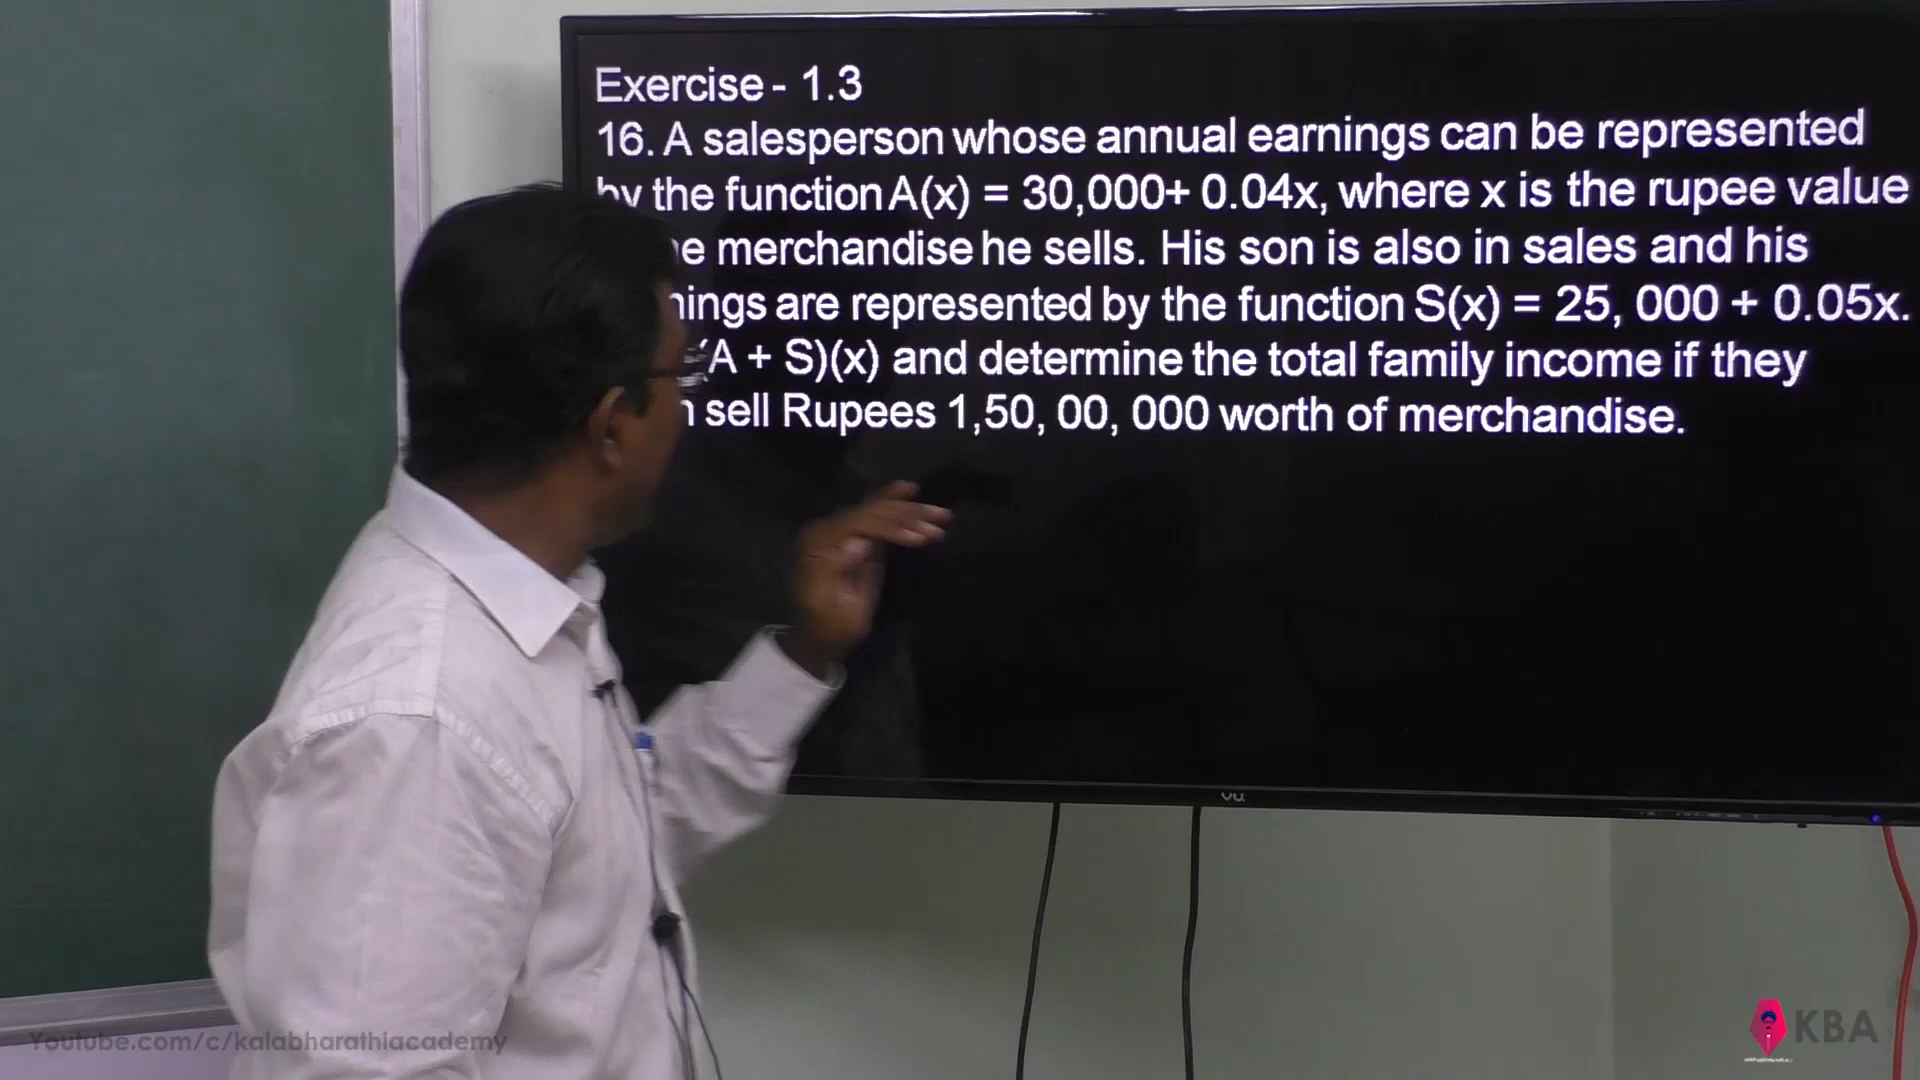 Exercise - 1.3
16. A salesperson whose annual earnings can be represented
by the function A(x) = 30,000+ 0.04x, where x is the rupee value
merchandise he sells. His son is also in sales and his
are represented by the function S(x) = 25, 000 + 0.05x.
(A + S)(x) and determine the total family income if they
sell Rupees 1,50, 00, 000 worth of merchandise.
Youtube.com/c/kalabharathiacademy
KBA